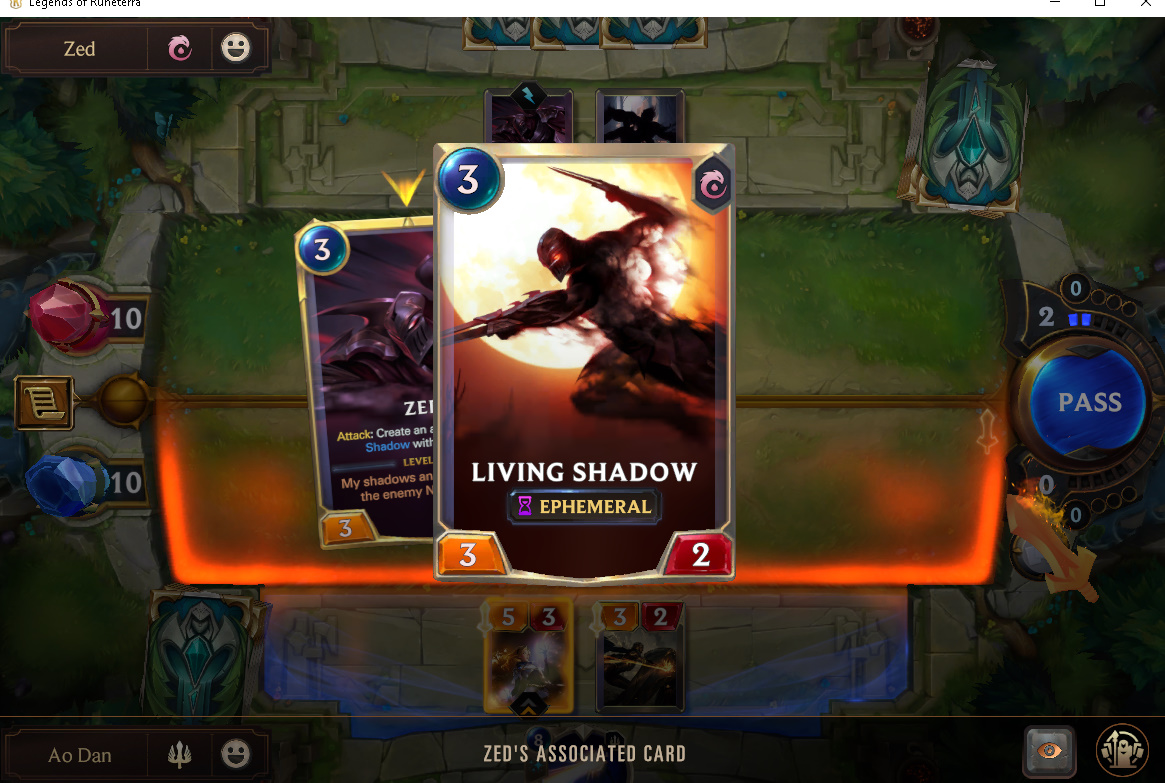 Legends of Runeterra
Zed
3
3
10
0
2
PASS
ZE
Attack: Create an a
Shadow with
LEVEL
My shadows an
the enemy N
3
LIVING SHADOW
EPHEMERAL
3
2
10
0
0
5
3
3
2
8
Ao Dan
ZED'S ASSOCIATED CARD